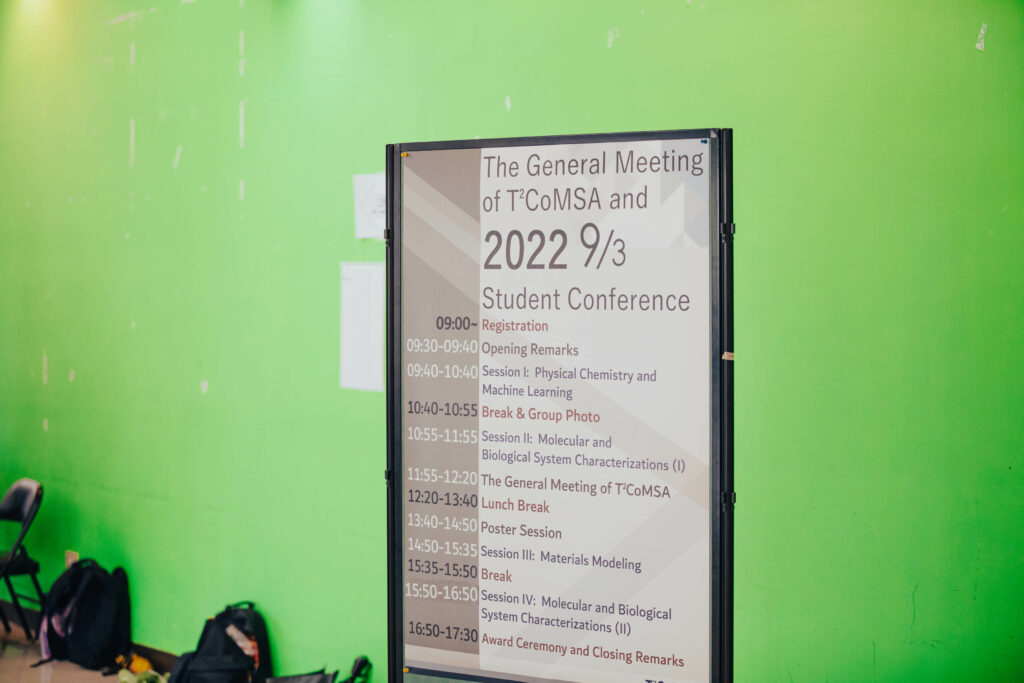 The General Meeting
of T²CoMSA and
2022 9/3
Student Conference
09:00~ Registration
09:30-09:40 Opening Remarks
09:40-10:40 Session I: Physical Chemistry and
Machine Learning
10:40-10:55 Break & Group Photo
10:55-11:55 Session II: Molecular and
Biological System Characterizations (I)
11:55-12:20 The General Meeting of T²CoMSA
12:20-13:40 Lunch Break
13:40-14:50 Poster Session
14:50-15:35 Session III: Materials Modeling
15:35-15:50 Break
15:50-16:50 Session IV: Molecular and Biological
System Characterizations (II)
16:50-17:30 Award Ceremony and Closing Remarks